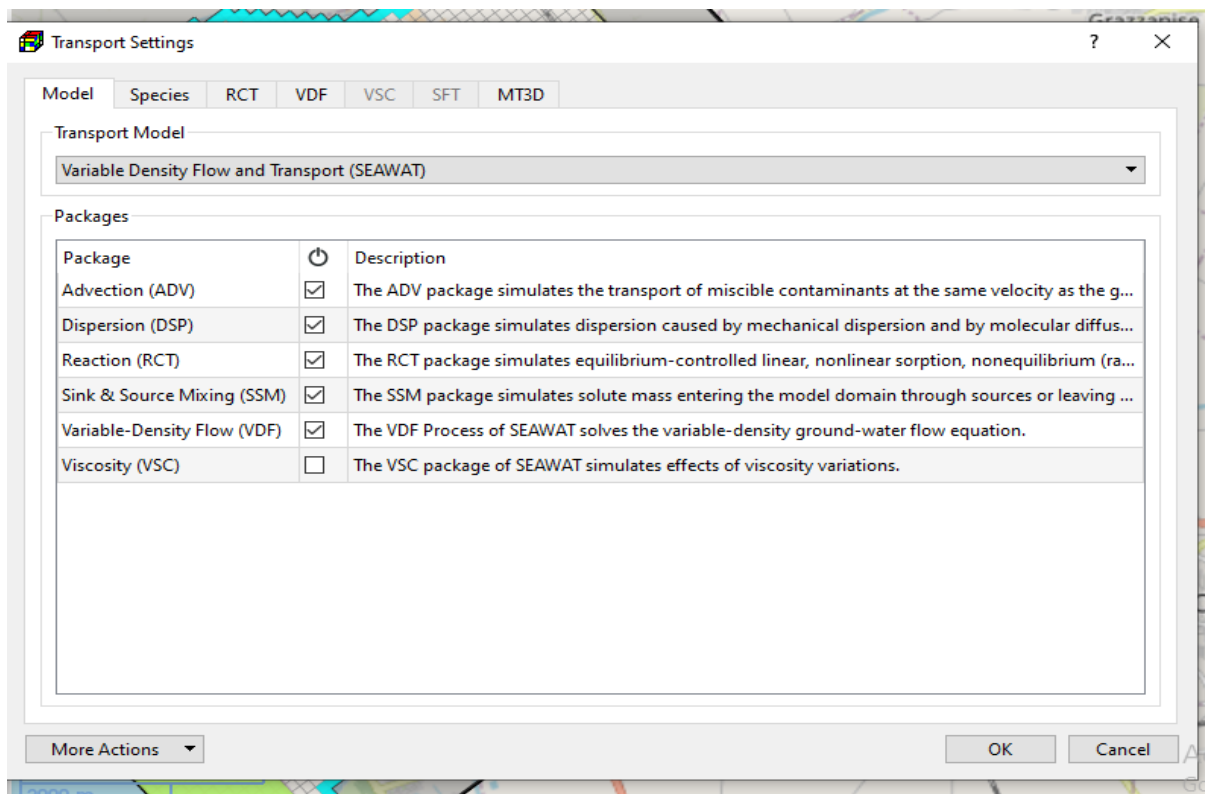 Grazzanise
Transport Settings
?
Model Species RCT VDF VSC SFT MT3D
Transport Model
Variable Density Flow and Transport (SEAWAT)
Packages
Package Description
Advection (ADV) The ADV package simulates the transport of miscible contaminants at the same velocity as the g...
Dispersion (DSP) The DSP package simulates dispersion caused by mechanical dispersion and by molecular diffus...
Reaction (RCT) The RCT package simulates equilibrium-controlled linear, nonlinear sorption, nonequilibrium (ra...
Sink & Source Mixing (SSM) The SSM package simulates solute mass entering the model domain through sources or leaving ...
Variable-Density Flow (VDF) The VDF Process of SEAWAT solves the variable-density ground-water flow equation.
Viscosity (VSC) The VSC package of SEAWAT simulates effects of viscosity variations.
More Actions OK Cancel